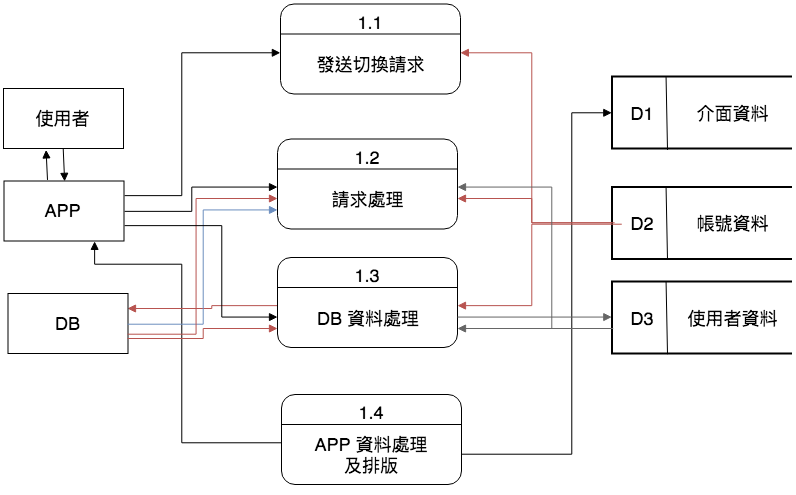 1.1
發送切換請求
使用者
APP
DB
1.2
請求處理
1.3
DB 資料處理
1.4
APP 資料處理
及排版
D1 介面資料
D2 帳號資料
D3 使用者資料